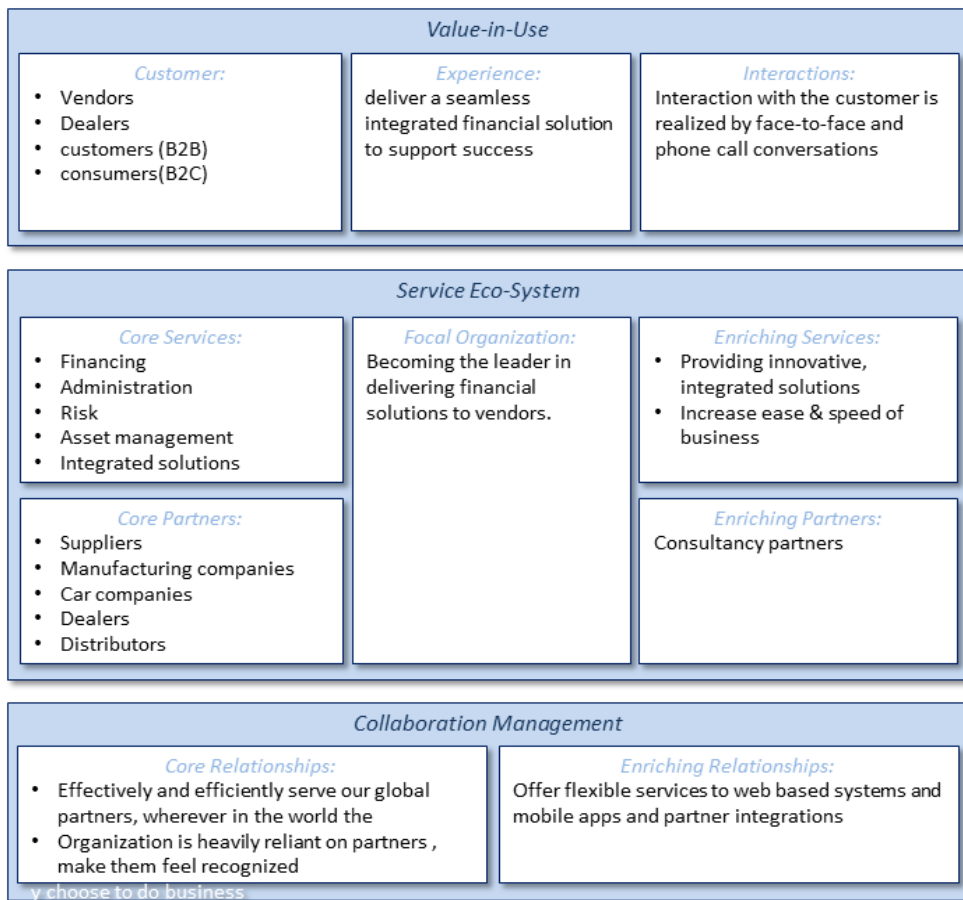 Value-in-Use
Customer:
• Vendors
• Dealers
• customers (B2B)
• consumers(B2C)
Experience:
deliver a seamless
integrated financial solution
to support success
Interactions:
Interaction with the customer is
realized by face-to-face and
phone call conversations
Service Eco-System
Core Services:
• Financing
• Administration
• Risk
• Asset management
• Integrated solutions
Focal Organization:
Becoming the leader in
delivering financial
solutions to vendors.
Enriching Services:
• Providing innovative,
integrated solutions
• Increase ease & speed of
business
Core Partners:
• Suppliers
• Manufacturing companies
• Car companies
• Dealers
• Distributors
Enriching Partners:
Consultancy partners
Collaboration Management
Core Relationships:
• Effectively and efficiently serve our global
partners, wherever in the world the
• Organization is heavily reliant on partners ,
make them feel recognized
y choose to do business
Enriching Relationships:
Offer flexible services to web based systems and
mobile apps and partner integrations